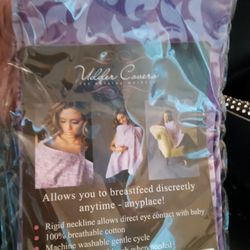 Udder Covers
Allows you to breastfeed discreetly
anytime - anyplace!
• Rigid neckline allows direct eye contact with baby
• 100% breathable cotton
• Machine washable gentle cycle